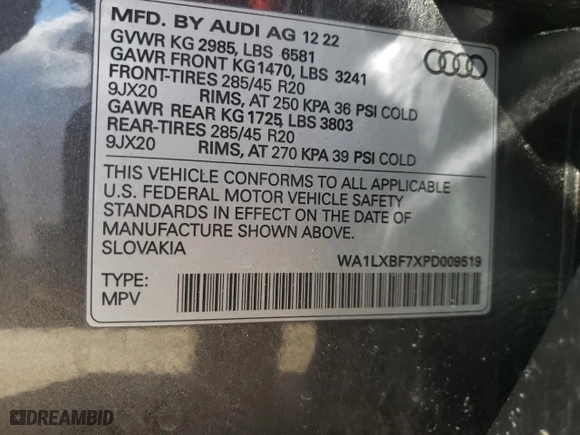 MFD. BY AUDI AG 12 22
GVWR KG 2985, LBS 6581
GAWR FRONT KG1470, LBS 3241
FRONT-TIRES 285/45 R20
9JX20 RIMS, AT 250 KPA 36 PSI COLD
GAWR REAR KG 1725, LBS 3803
REAR-TIRES 285/45 R20
9JX20 RIMS, AT 270 KPA 39 PSI COLD
THIS VEHICLE CONFORMS TO ALL APPLICABLE
U.S. FEDERAL MOTOR VEHICLE SAFETY
STANDARDS IN EFFECT ON THE DATE OF
MANUFACTURE SHOWN ABOVE.
SLOVAKIA
WA1LXBF7XPD009519
TYPE:
MPV
DREAMBID